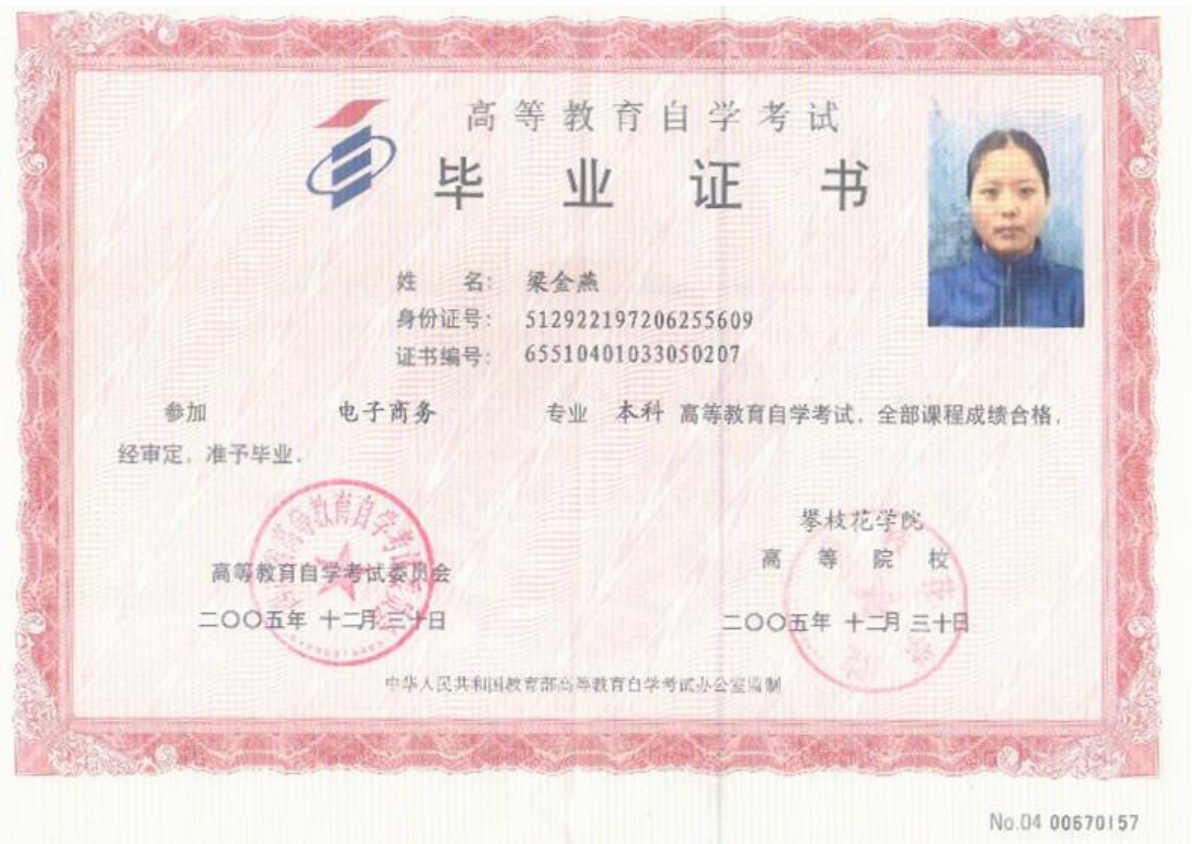 高等教育自学考试
毕业证书
姓 名: 梁金燕
身份证号: 512922197206255609
证书编号: 65510401033050207
参加 电子商务 专业 本科 高等教育自学考试, 全部课程成绩合格,
经审定, 准予毕业.
攀枝花学院
高等院校
高等教育自学考试委员会
二〇〇五年 十二月 三十日
二〇〇五年 十二月 三十日
中华人民共和国教育部高等教育自学考试办公室监制
No.04 00670157